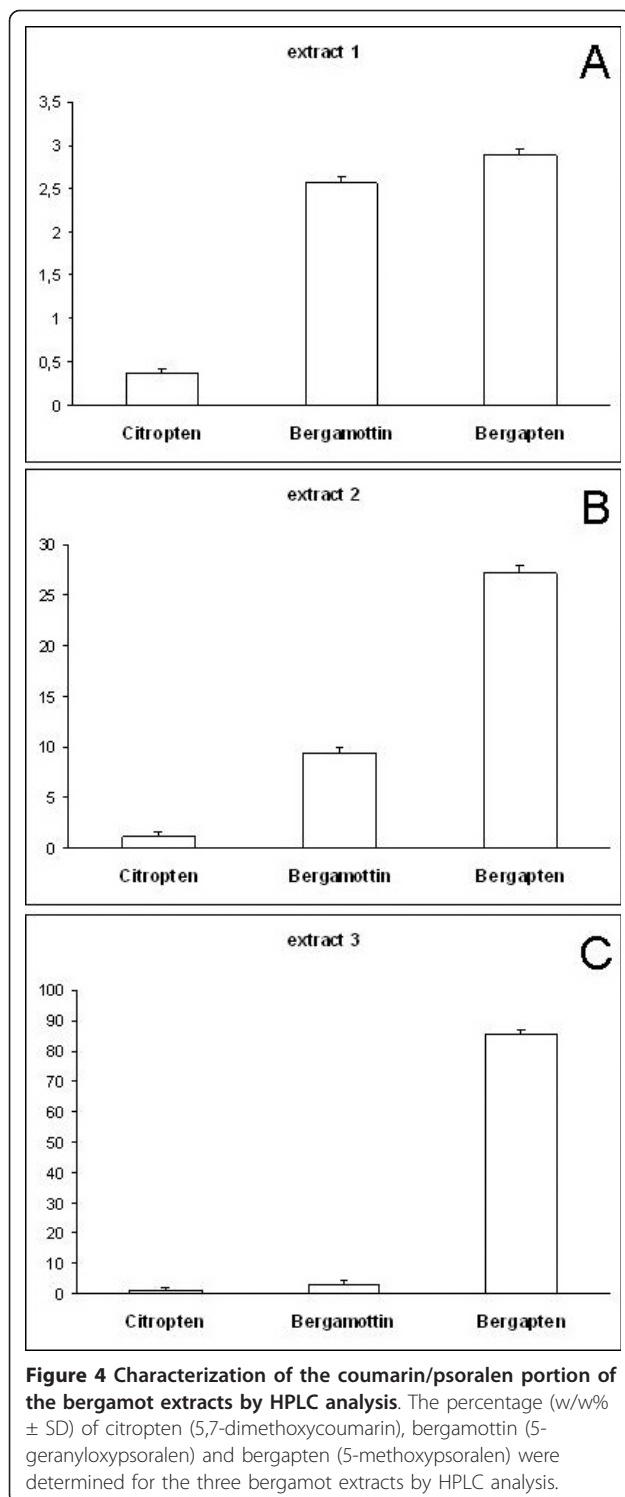 extract 1
A
3,5
3
2,5
2
1,5
1
0,5
0
Citropten Bergamottin Bergapten
extract 2
B
30
25
20
15
10
5
0
Citropten Bergamottin Bergapten
extract 3
C
100
90
80
70
60
50
40
30
20
10
0
Citropten Bergamottin Bergapten
Figure 4 Characterization of the coumarin/psoralen portion of
the bergamot extracts by HPLC analysis. The percentage (w/w%
± SD) of citropten (5,7-dimethoxycoumarin), bergamottin (5-
geranyloxypsoralen) and bergapten (5-methoxypsoralen) were
determined for the three bergamot extracts by HPLC analysis.